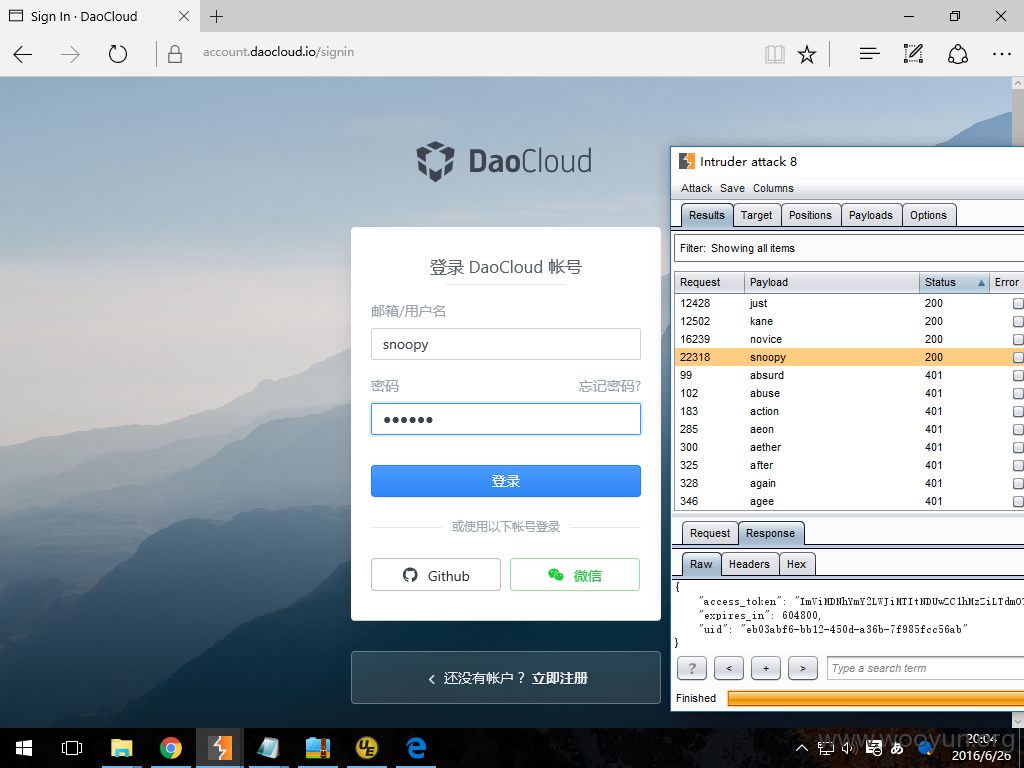 Sign In · DaoCloud
account.daocloud.io/signin
DaoCloud
登录 DaoCloud 帐号
邮箱/用户名
snoopy
密码 忘记密码?
●●●●●●
登录
或使用以下帐号登录
Github 微信
还没有帐户？ 立即注册
Intruder attack 8
Attack Save Columns
Results Target Positions Payloads Options
Filter: Showing all items
Request Payload Status Error
12428 just 200
12502 kane 200
16239 novice 200
22318 snoopy 200
99 absurd 401
102 abuse 401
183 action 401
285 aeon 401
300 aether 401
325 after 401
328 again 401
346 agee 401
Request Response
Raw Headers Hex
{
"expires_in": 604800,
"uid": "eb03abf6-bb12-450d-a36b-7f985fcc56ab"
}
? < + > Type a search term
Finished
www.wooyun.org
20:04
2016/6/26